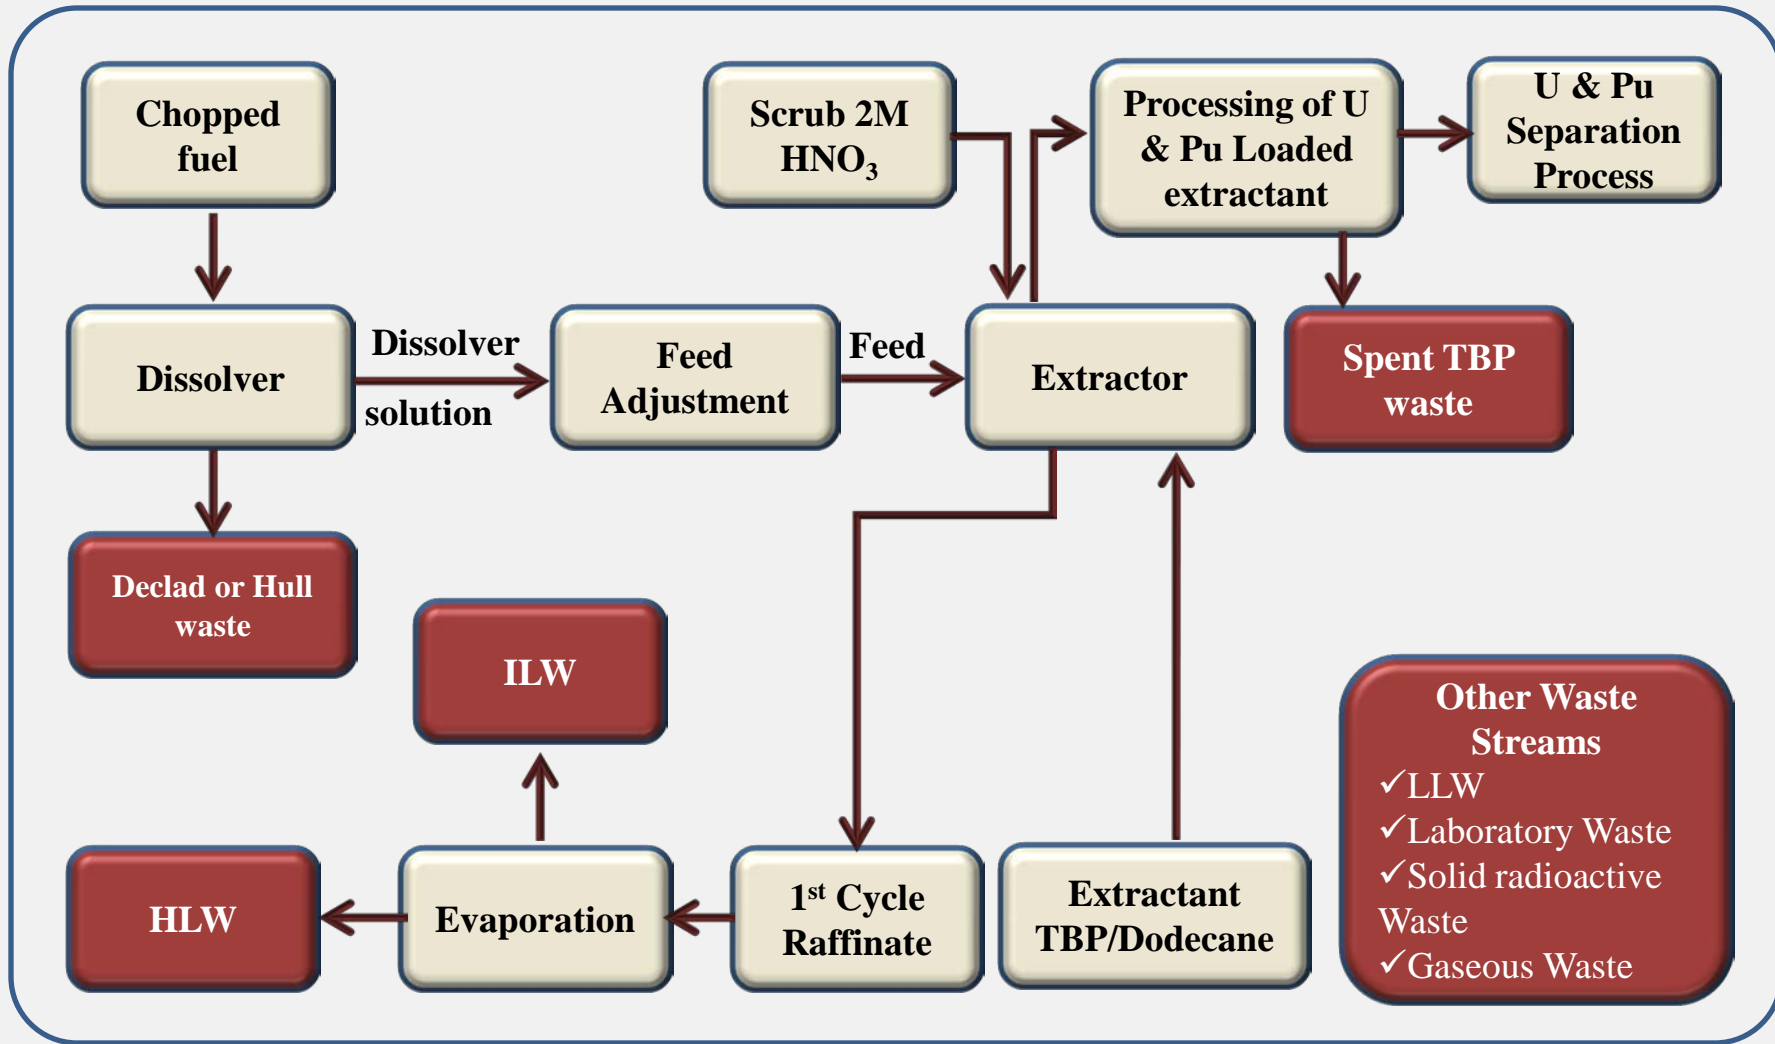 Chopped
fuel
Scrub 2M
HNO₃
Processing of U
& Pu Loaded
extractant
U & Pu
Separation
Process
Dissolver
Dissolver
solution
Feed
Adjustment
Feed
Extractor
Spent TBP
waste
Declad or Hull
waste
ILW
HLW
Evaporation
1st Cycle
Raffinate
Extractant
TBP/Dodecane
Other Waste
Streams
✓LLW
✓Laboratory Waste
✓Solid radioactive
Waste
✓Gaseous Waste